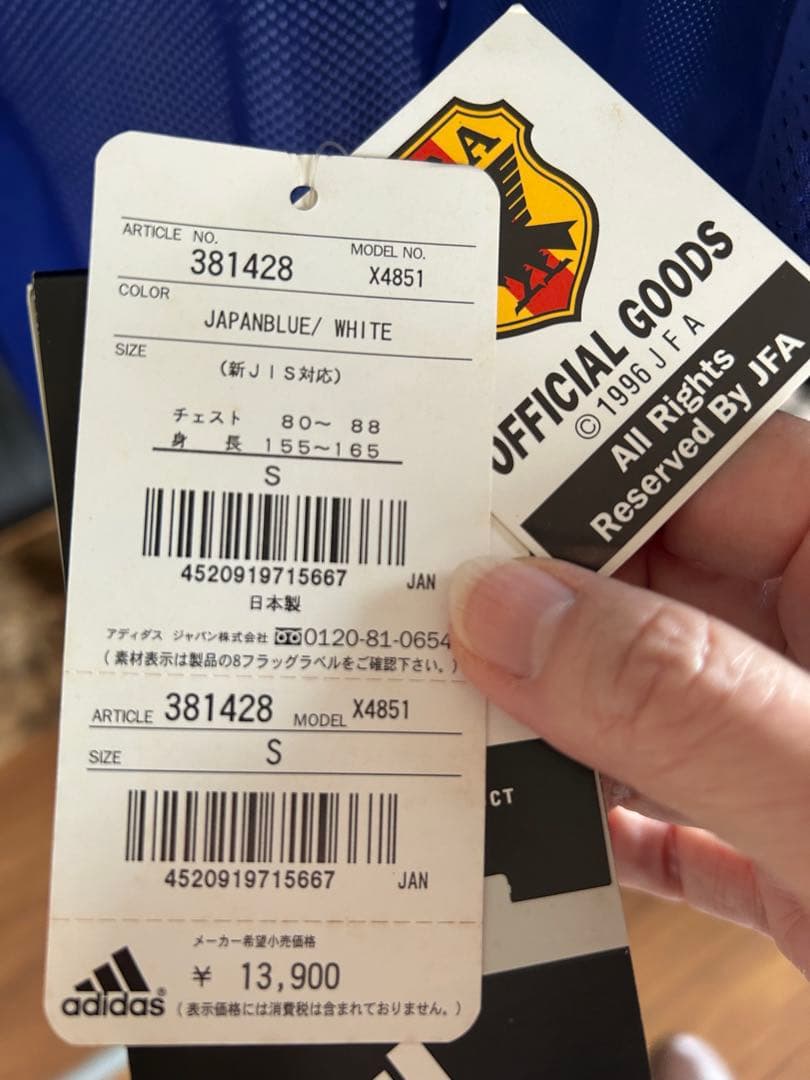 ARTICLE NO.
MODEL NO.
381428
X4851
COLOR
JAPANBLUE/ WHITE
SIZE
(新JIS対応)
チェスト 80〜 88
身 長 155〜165
S
4520919715667 JAN
日本製
アディダス ジャパン株式会社 0120-81-0654
(素材表示は製品の8フラッグラベルをご確認下さい。)
ARTICLE 381428 MODEL X4851
SIZE S
4520919715667 JAN
メーカー希望小売価格
¥ 13,900
adidas®
(表示価格には消費税は含まれておりません。)
OFFICIAL GOODS
© 1996 JFA
All Rights
Reserved By JFA